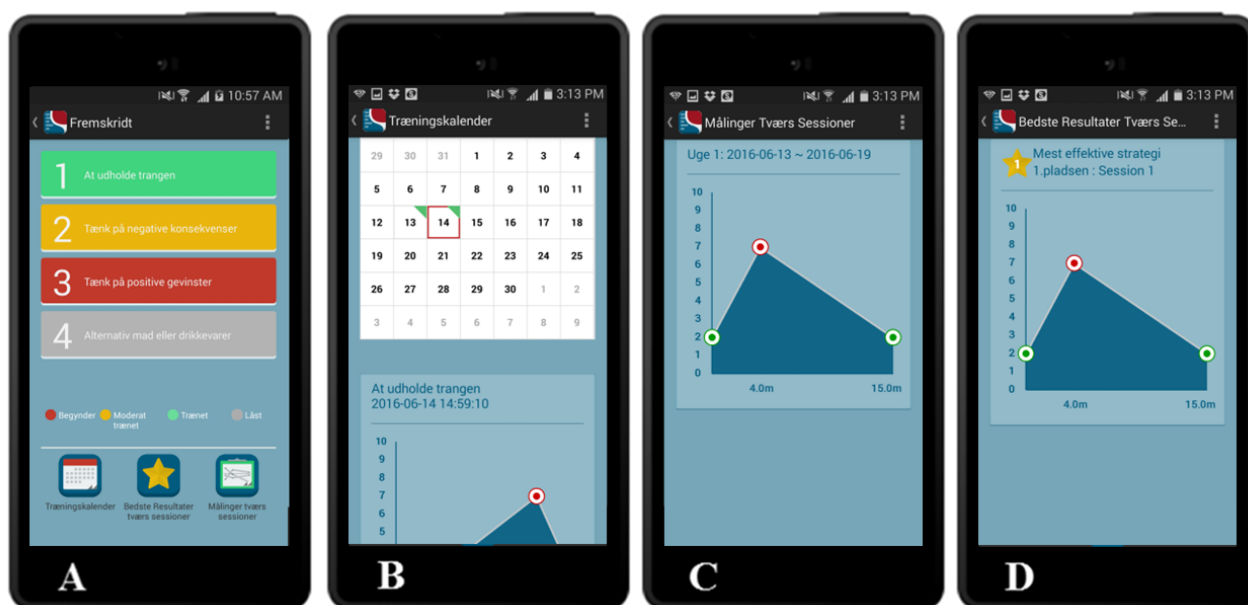 10:57 AM
Fremskridt
1 At udholde trangen
2 Tænk på negative konsekvenser
3 Tænk på positive gevinster
4 Alternativ mad eller drikkevarer
Begynder Moderat trænet Trænet Låst
Træningskalender Bedste Resultater tværs sessioner Målinger tværs sessioner
A
3:13 PM
Træningskalender
29 30 31 1 2 3 4
5 6 7 8 9 10 11
12 13 14 15 16 17 18
19 20 21 22 23 24 25
26 27 28 29 30 1 2
3 4 5 6 7 8 9
At udholde trangen
2016-06-14 14:59:10
10
9
8
7
6
5
B
3:13 PM
Målinger Tværs Sessioner
Uge 1: 2016-06-13 ~ 2016-06-19
10
9
8
7
6
5
4
3
2
1
0
4.0m 15.0m
C
3:13 PM
Bedste Resultater Tværs Se...
1 Mest effektive strategi
1.pladsen : Session 1
10
9
8
7
6
5
4
3
2
1
0
4.0m 15.0m
D